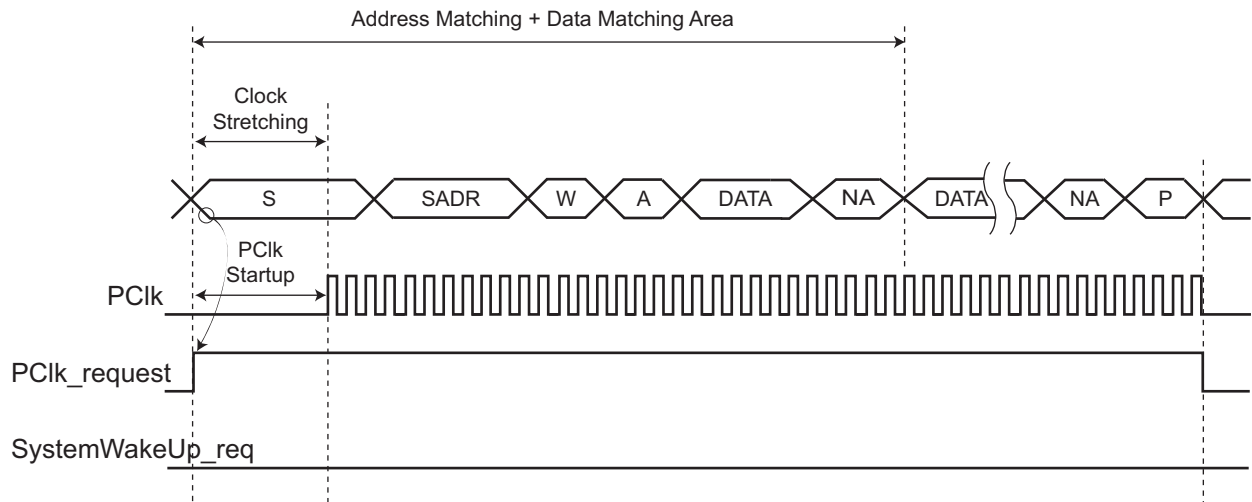 Address Matching + Data Matching Area
Clock
Stretching
S SADR W A DATA NA DATA NA P
PClk
Startup
PClk
PClk_request
SystemWakeUp_req